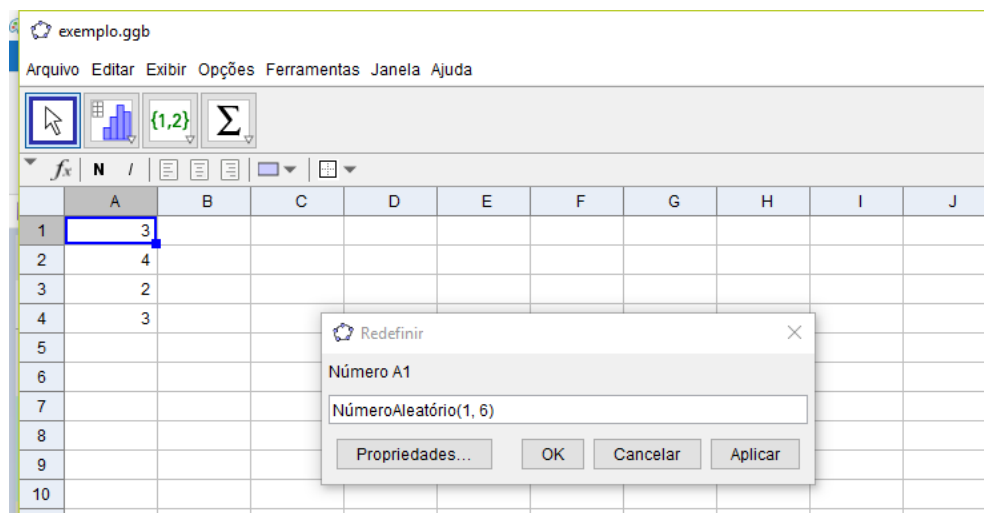 exemplo.ggb
Arquivo Editar Exibir Opções Ferramentas Janela Ajuda
{1,2} Σ
fx N I
A B C D E F G H I J
1 3
2 4
3 2
4 3
5
6
7
8
9
10
Redefinir
Número A1
NúmeroAleatório(1, 6)
Propriedades... OK Cancelar Aplicar